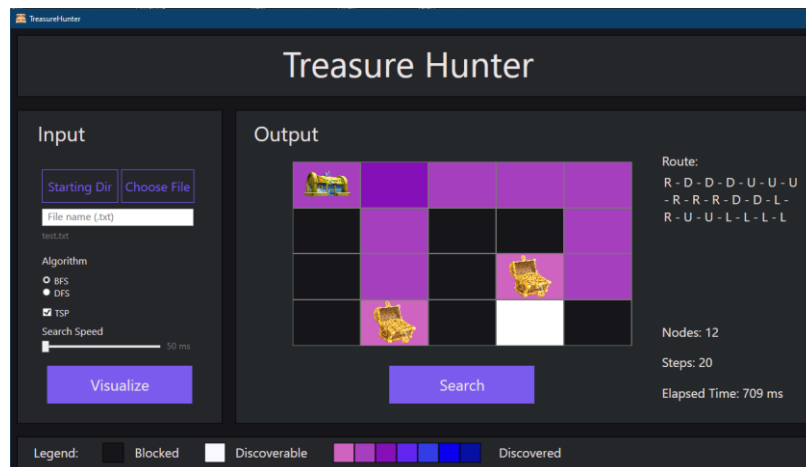 TreasureHunter
Treasure Hunter
Input
Starting Dir
Choose File
File name (.txt)
test.txt
Algorithm
BFS
DFS
TSP
Search Speed
50 ms
Visualize
Output
Search
Route:
R - D - D - D - U - U - U
- R - R - R - D - D - L -
R - U - U - L - L - L - L
Nodes: 12
Steps: 20
Elapsed Time: 709 ms
Legend:
Blocked
Discoverable
Discovered